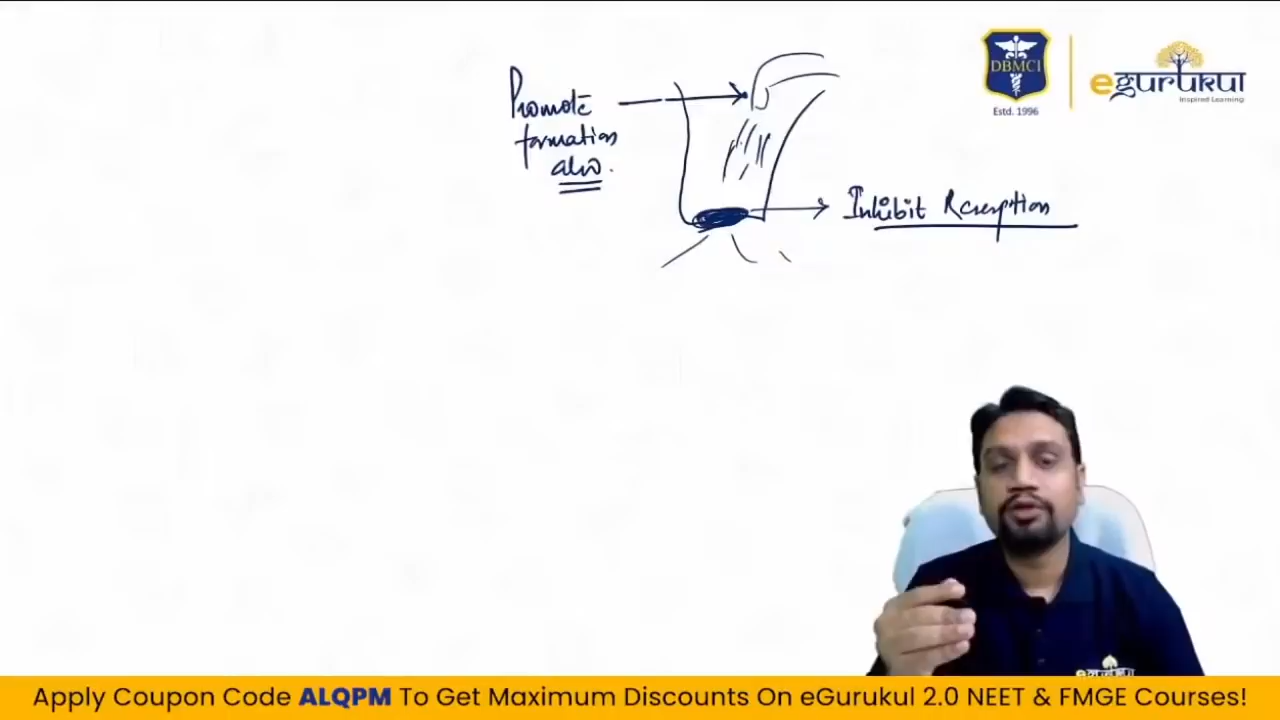 Promote
formation
also.
Inhibit Resorption
DBMCI
Estd. 1996
eGurukul
Inspired Learning
Apply Coupon Code ALQPM To Get Maximum Discounts On eGurukul 2.0 NEET & FMGE Courses!